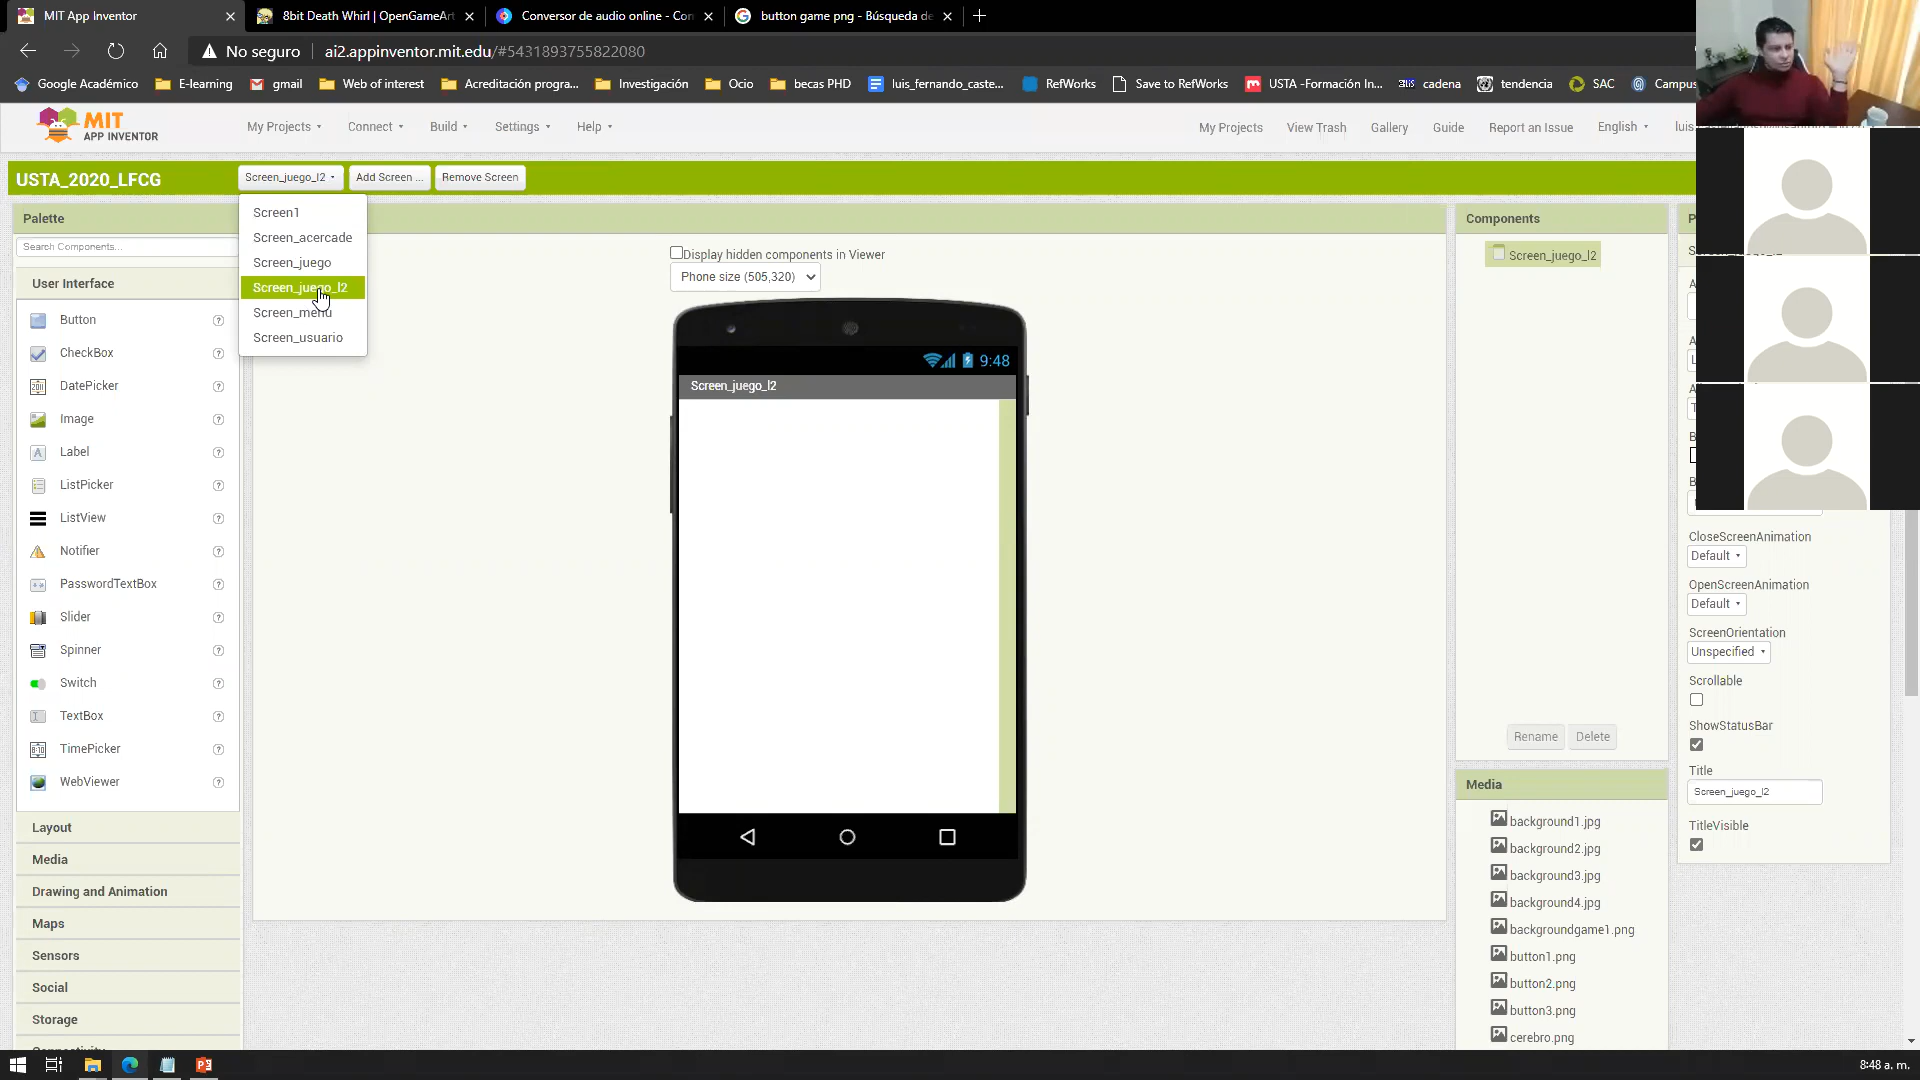 MIT App Inventor
8bit Death Whirl | OpenGameArt
Conversor de audio online - Con
button game png - Búsqueda de
No seguro
ai2.appinventor.mit.edu/#5431893755822080
Google Académico
E-learning
gmail
Web of interest
Acreditación progra...
Investigación
Ocio
becas PHD
luis_fernando_caste...
RefWorks
Save to RefWorks
USTA -Formación In...
cadena
tendencia
SAC
Campus
MIT
APP INVENTOR
My Projects
Connect
Build
Settings
Help
My Projects
View Trash
Gallery
Guide
Report an Issue
English
USTA_2020_LFCG
Screen_juego_l2
Add Screen ...
Remove Screen
Screen1
Screen_acercade
Screen_juego
Screen_juego_l2
Screen_menu
Screen_usuario
Palette
Search Components...
User Interface
Button
CheckBox
DatePicker
Image
Label
ListPicker
ListView
Notifier
PasswordTextBox
Slider
Spinner
Switch
TextBox
TimePicker
WebViewer
Layout
Media
Drawing and Animation
Maps
Sensors
Social
Storage
Display hidden components in Viewer
Phone size (505,320)
9:48
Screen_juego_l2
Components
Screen_juego_l2
Rename
Delete
Media
background1.jpg
background2.jpg
background3.jpg
background4.jpg
backgroundgame1.png
button1.png
button2.png
button3.png
cerebro.png
CloseScreenAnimation
Default
OpenScreenAnimation
Default
ScreenOrientation
Unspecified
Scrollable
ShowStatusBar
Title
Screen_juego_l2
TitleVisible
8:48 a. m.